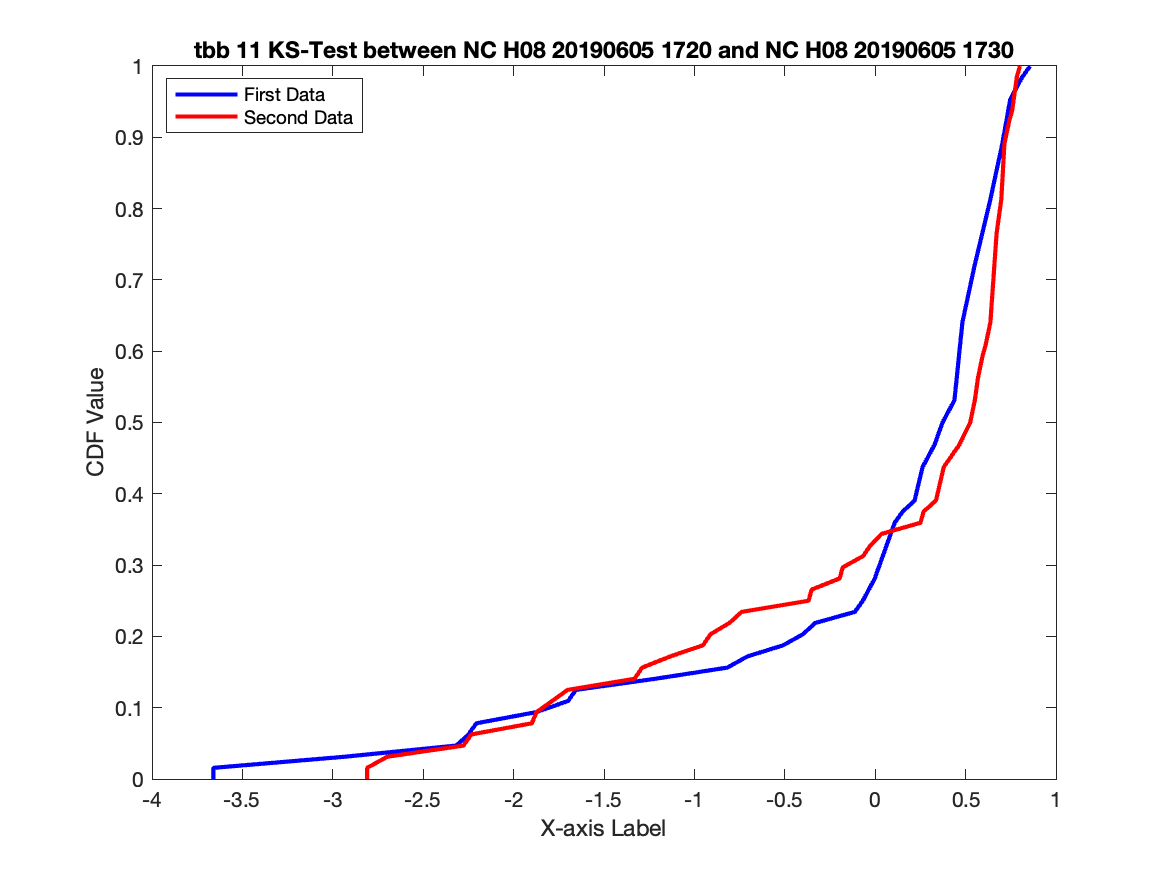 tbb 11 KS-Test between NC H08 20190605 1720 and NC H08 20190605 1730
First Data
Second Data
1
0.9
0.8
0.7
0.6
0.5
0.4
0.3
0.2
0.1
0
CDF Value
-4 -3.5 -3 -2.5 -2 -1.5 -1 -0.5 0 0.5 1
X-axis Label